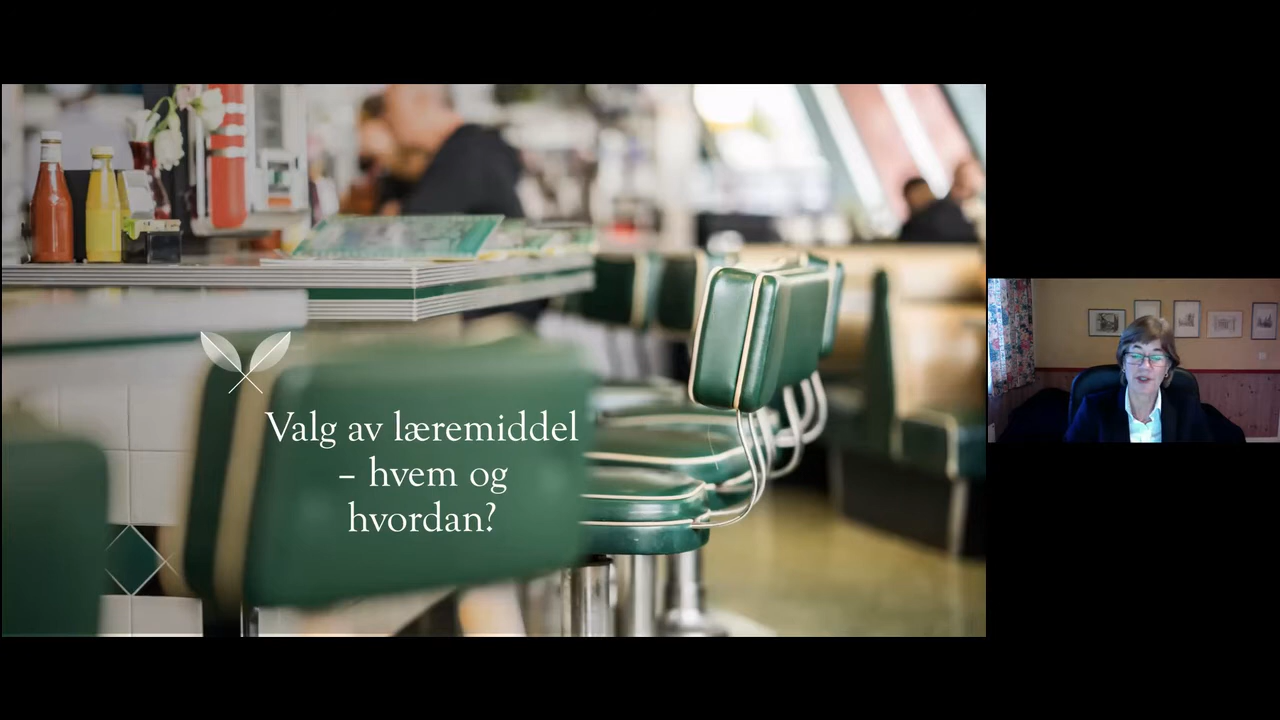 Valg av læremiddel
– hvem og
hvordan?